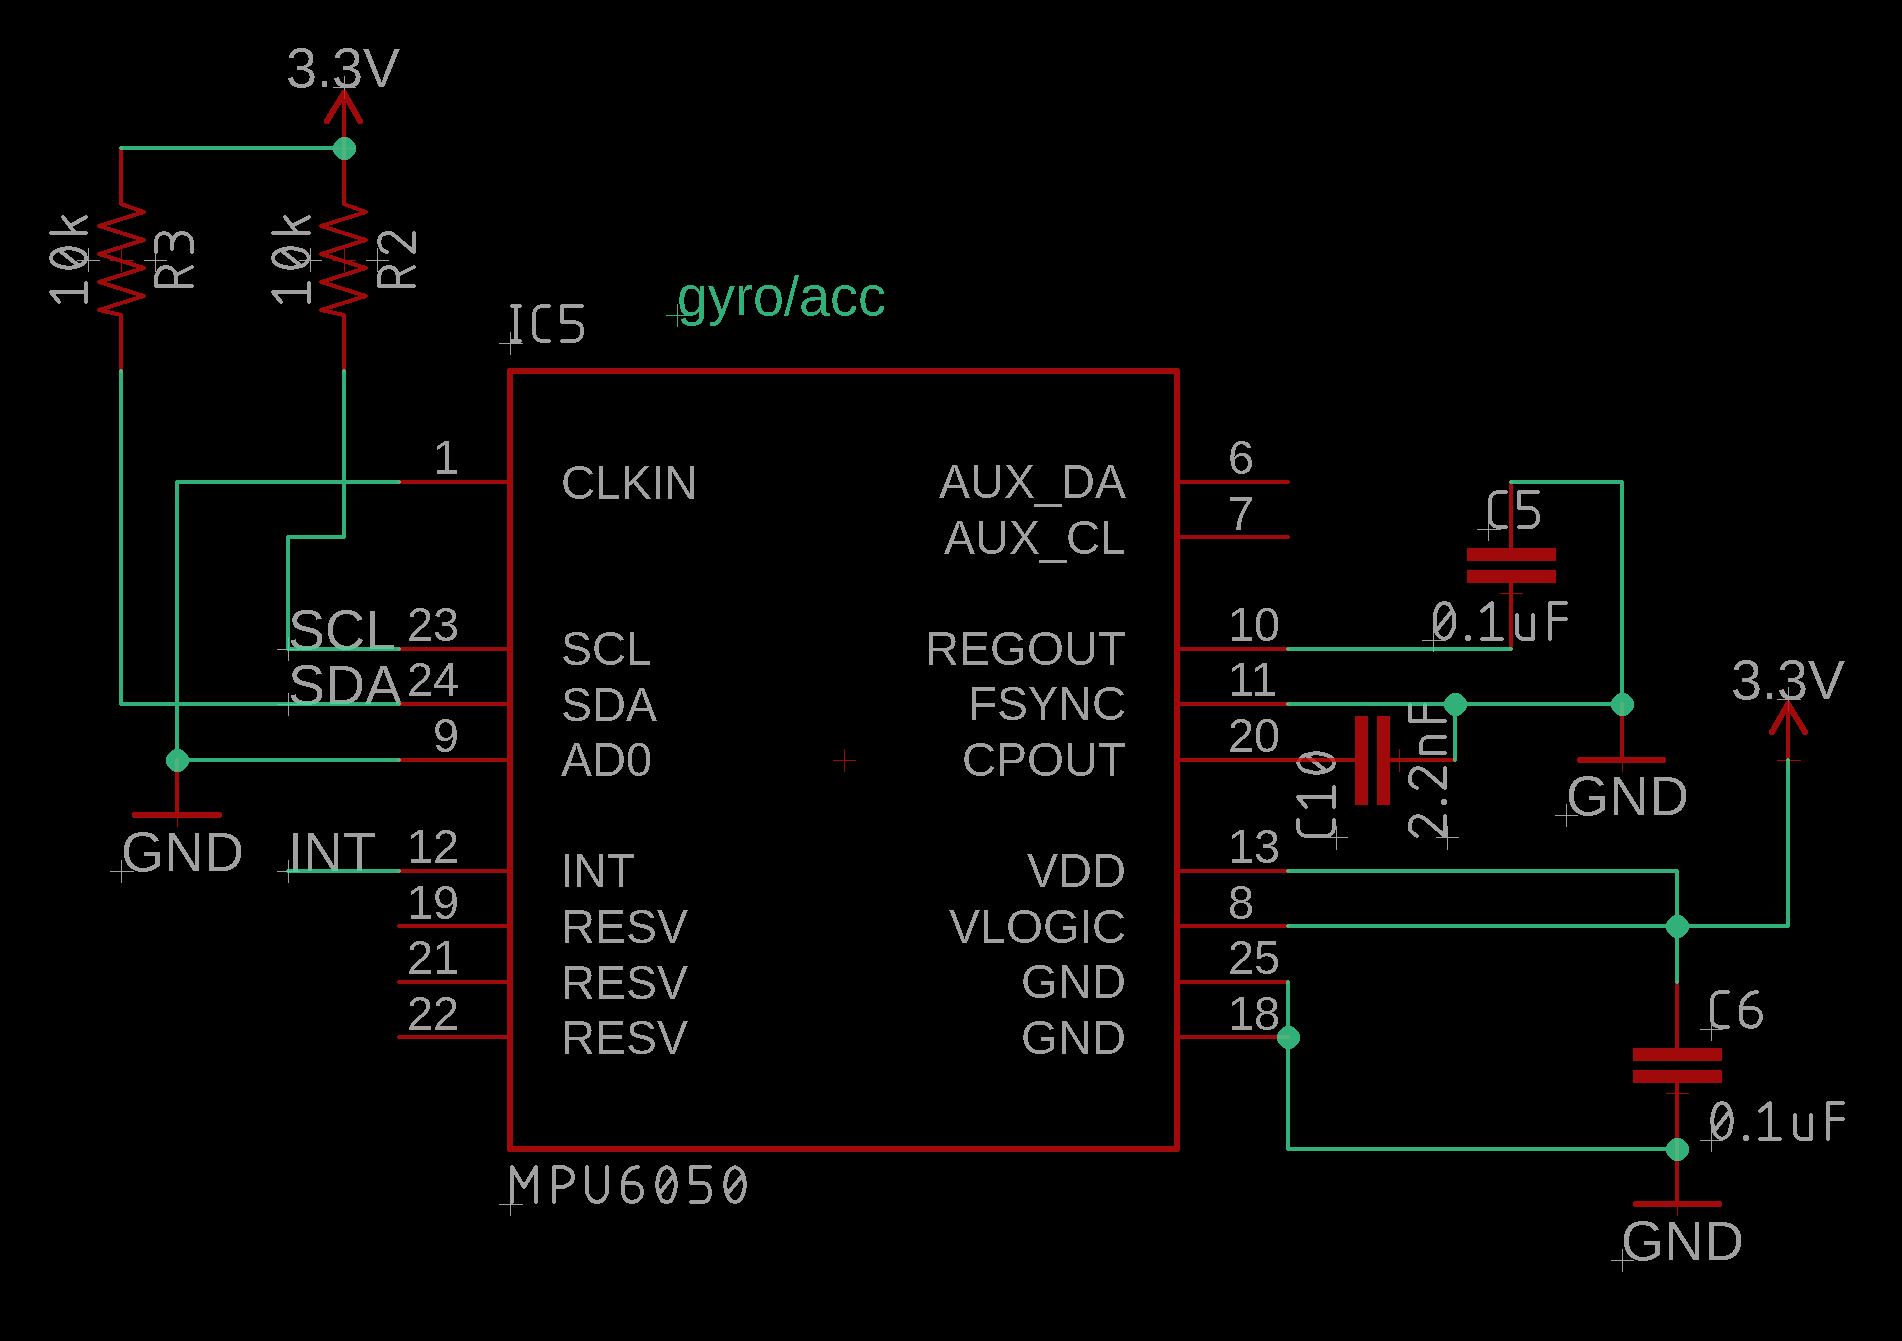 3.3V
10k
R3
10k
R2
IC5
gyro/acc
1
CLKIN
SCL
23
SCL
SDA
24
SDA
9
AD0
GND
INT
12
INT
19
RESV
21
RESV
22
RESV
AUX_DA
6
AUX_CL
7
REGOUT
10
FSYNC
11
CPOUT
20
VDD
13
VLOGIC
8
GND
25
GND
18
C5
0.1uF
C10
2.2nF
GND
3.3V
C6
0.1uF
GND
MPU6050